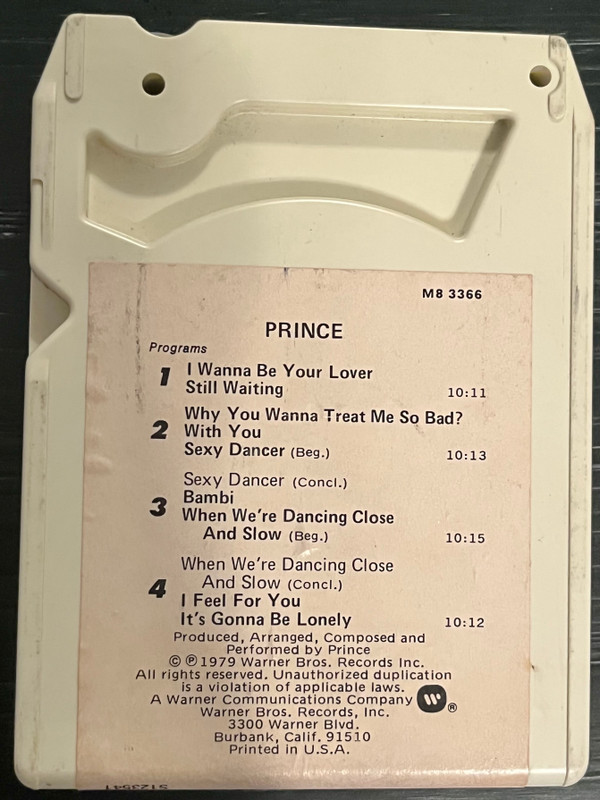 M8 3366
PRINCE
Programs
1 I Wanna Be Your Lover
Still Waiting 10:11
2 Why You Wanna Treat Me So Bad?
With You
Sexy Dancer (Beg.) 10:13
3 Sexy Dancer (Concl.)
Bambi
When We're Dancing Close
And Slow (Beg.) 10:15
4 When We're Dancing Close
And Slow (Concl.)
I Feel For You
It's Gonna Be Lonely 10:12
Produced, Arranged, Composed and
Performed by Prince
© ℗ 1979 Warner Bros. Records Inc.
All rights reserved. Unauthorized duplication
is a violation of applicable laws.
A Warner Communications Company W ®
Warner Bros. Records, Inc.
3300 Warner Blvd.
Burbank, Calif. 91510
Printed in U.S.A.